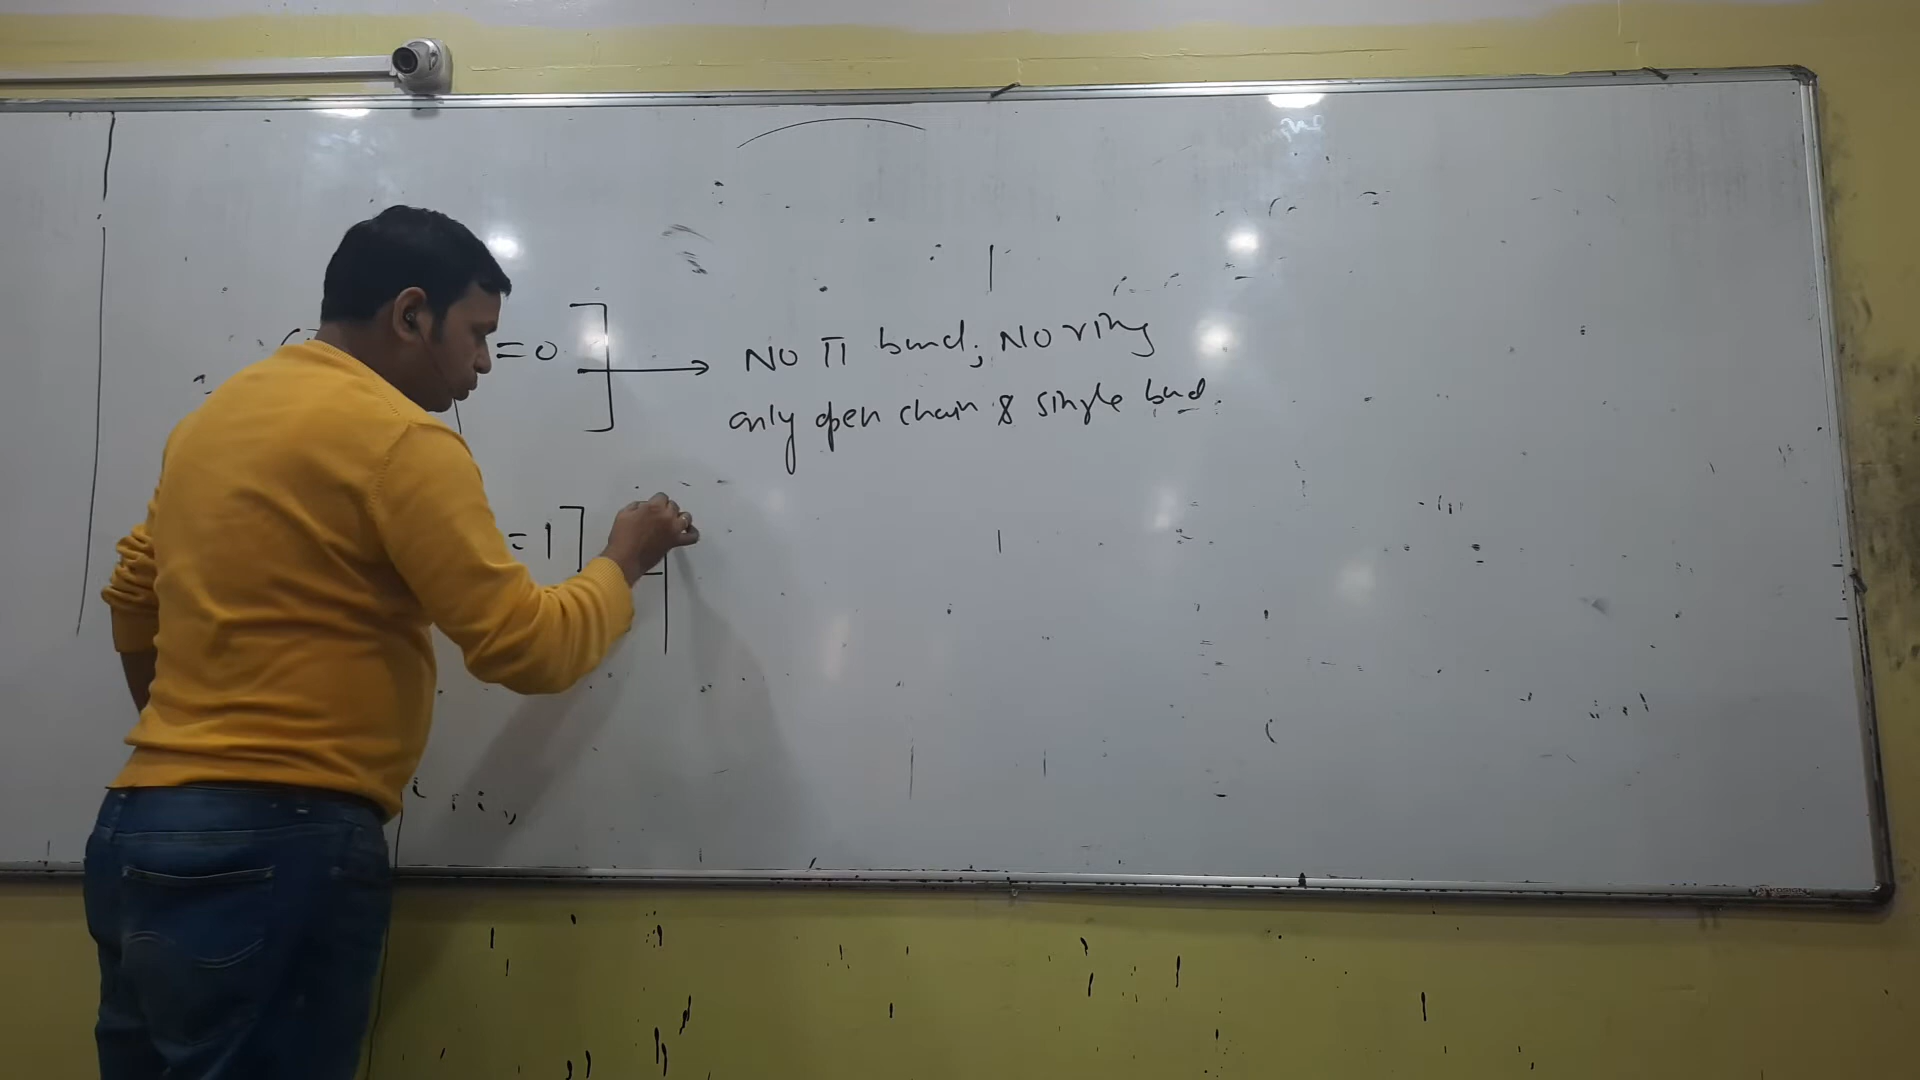 = 0 ] → NO π bond, NO ring
only open chain & single bond.
= 1 ]